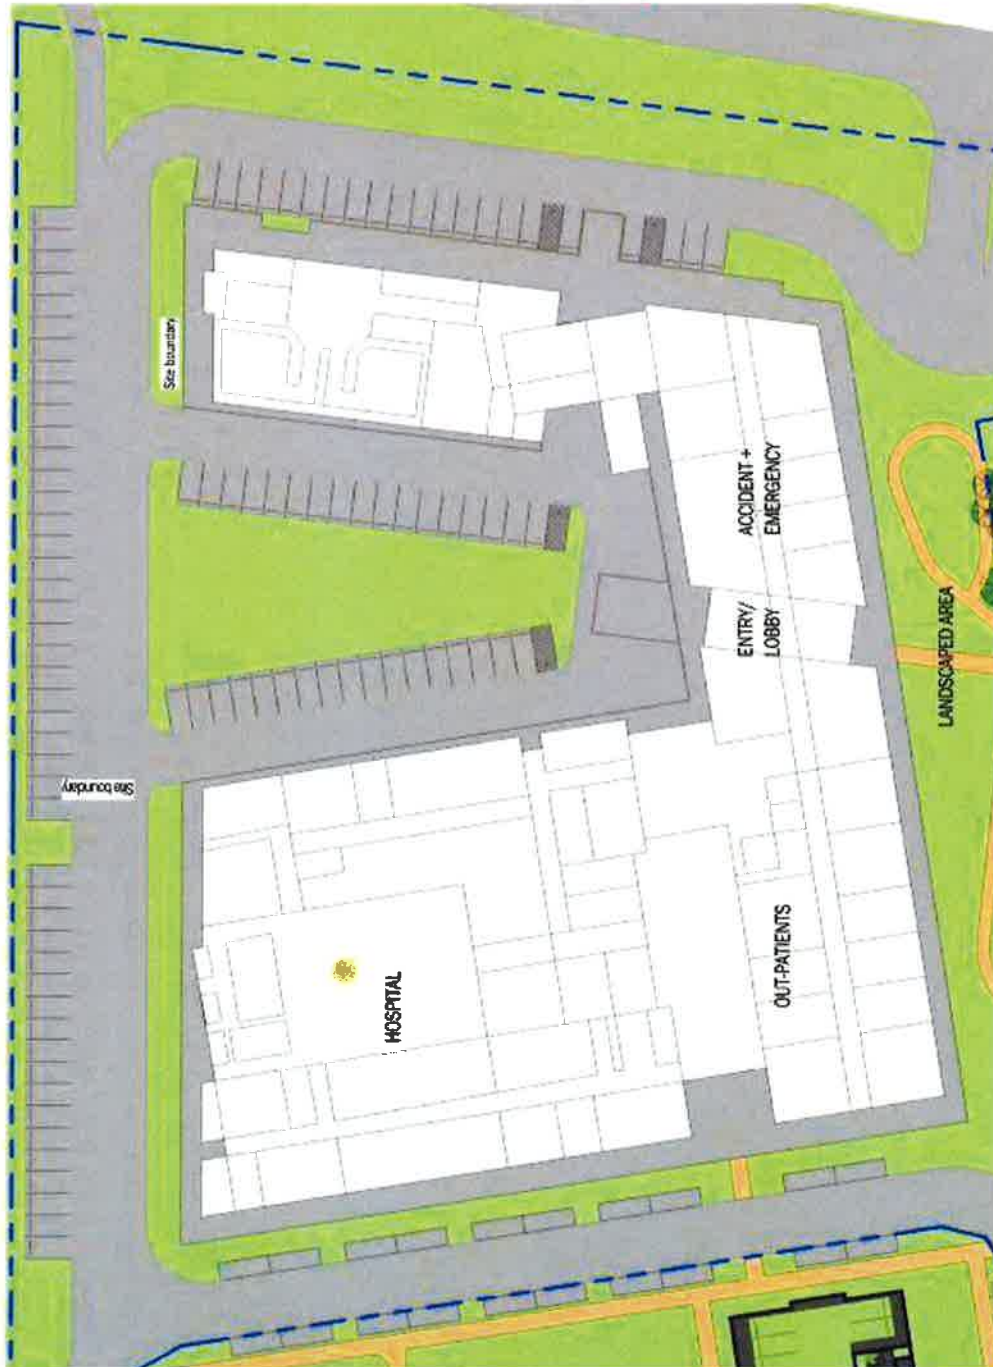 Site boundary
Site boundary
HOSPITAL
ACCIDENT +
EMERGENCY
ENTRY/
LOBBY
OUT-PATIENTS
LANDSCAPED AREA